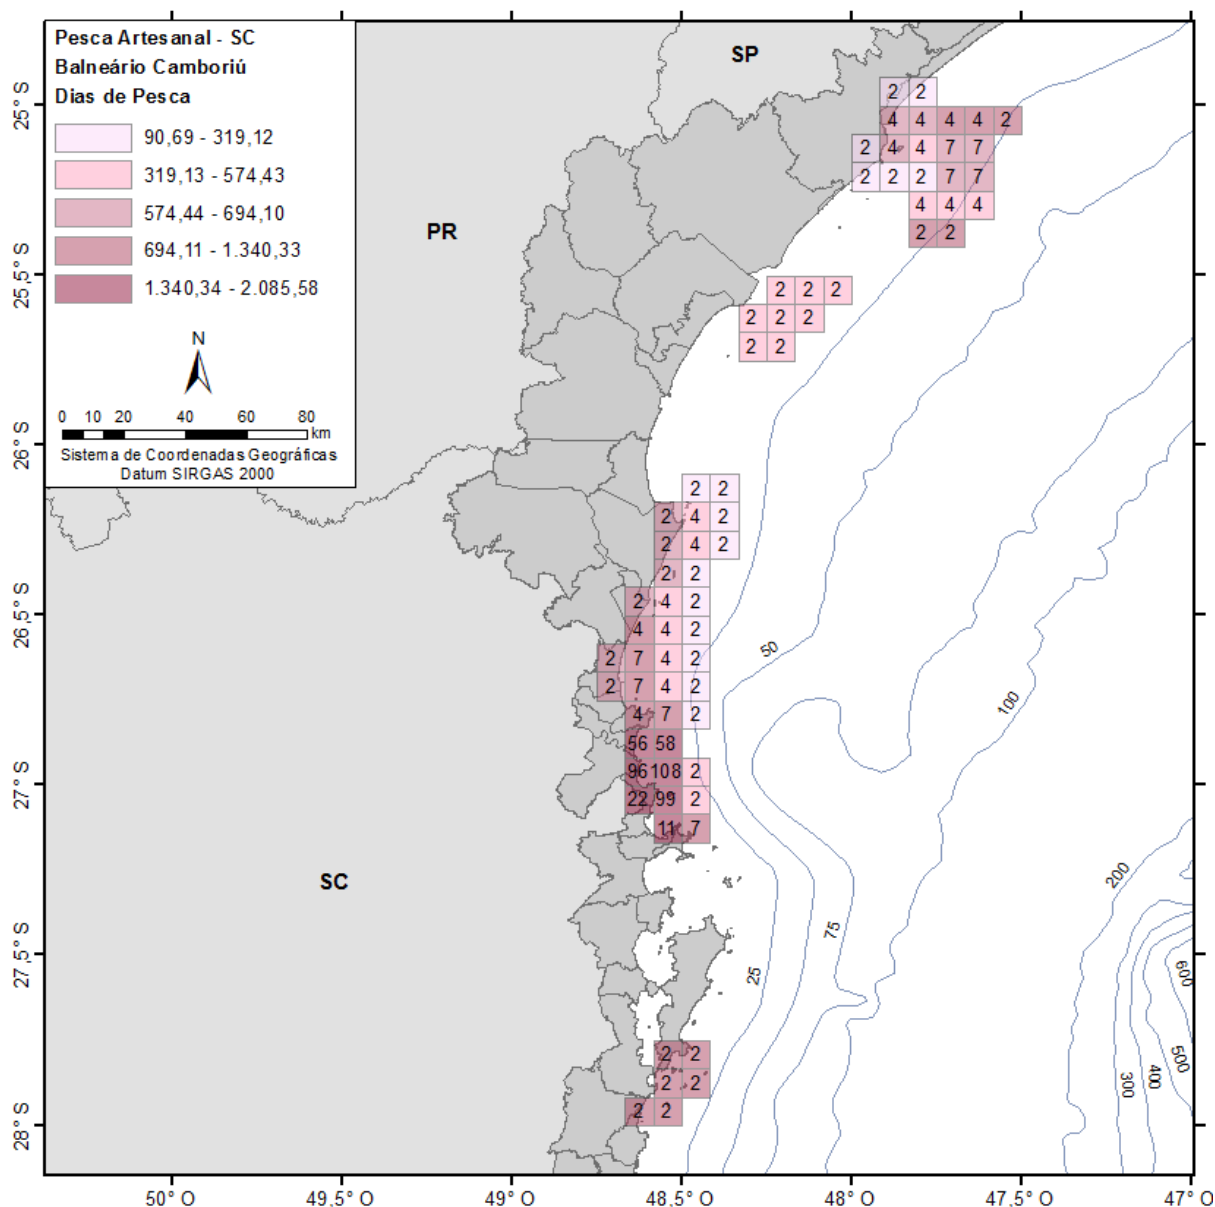 Pesca Artesanal - SC
Balneário Camboriú
Dias de Pesca
90,69 - 319,12
319,13 - 574,43
574,44 - 694,10
694,11 - 1.340,33
1.340,34 - 2.085,58
N
0 10 20 40 60 80
km
Sistema de Coordenadas Geográficas
Datum SIRGAS 2000
SP
PR
SC
25° S
25,5° S
26° S
26,5° S
27° S
27,5° S
28° S
2 2
4 4 4 4 2
2 4 4 7 7
2 2 2 7 7
4 4 4
2 2
2 2 2
2 2 2
2 2
2 2
2 4 2
2 4 2
2 2
2 4 2
4 4 2
2 7 4 2
2 7 4 2
4 7 2
56 58
96 108 2
22 99 2
11 7
2 2
2 2
2 2
50
100
200
75
25
600
500
400
300
50° O 49,5° O 49° O 48,5° O 48° O 47,5° O 47° O